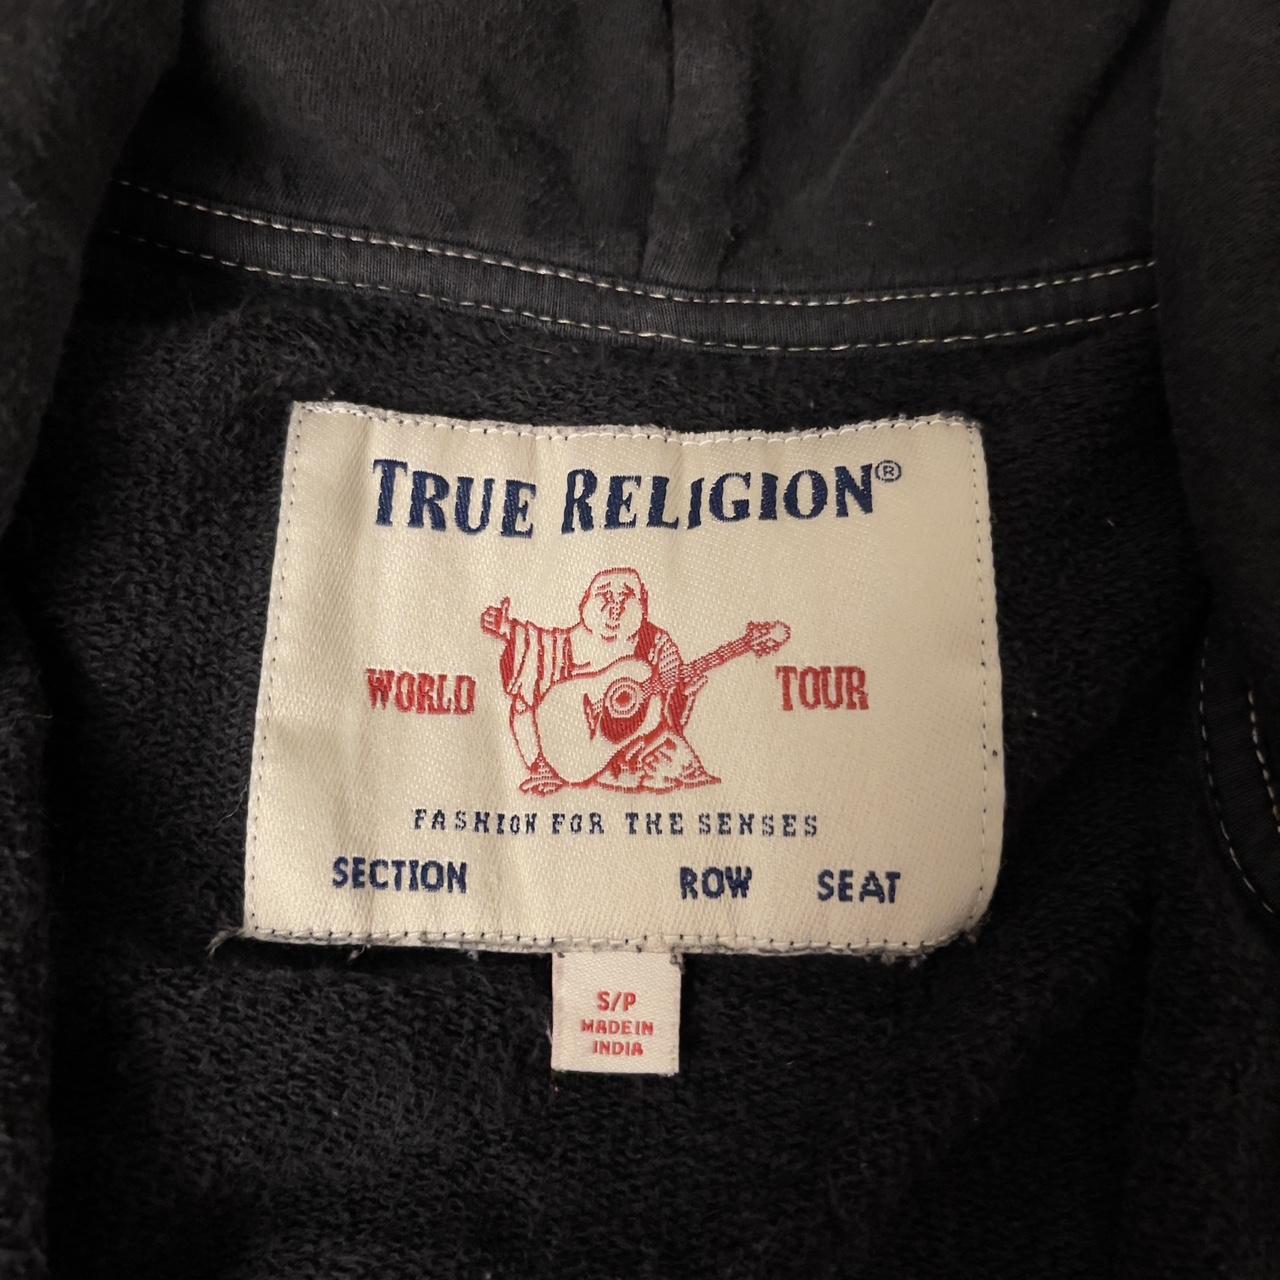 TRUE RELIGION®
WORLD TOUR
FASHION FOR THE SENSES
SECTION ROW SEAT
S/P
MADE IN
INDIA